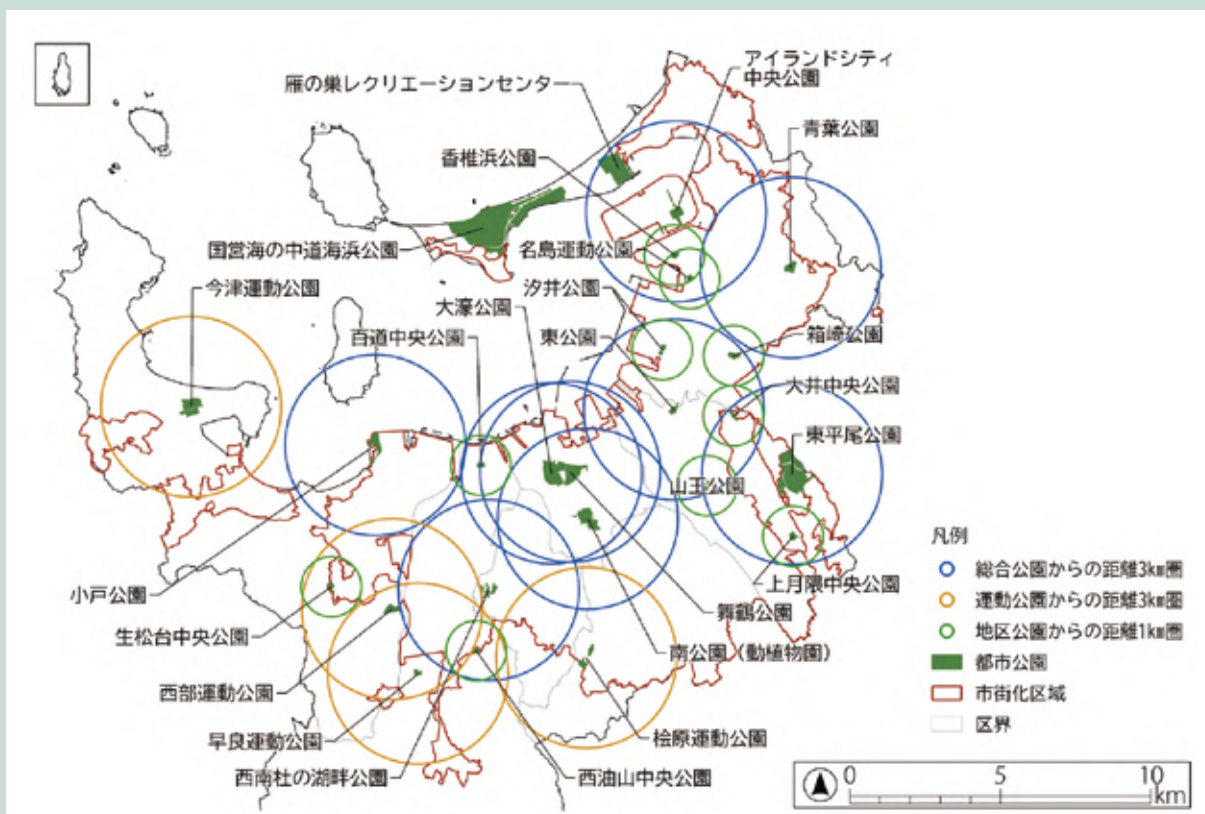 アイランドシティ
中央公園
雁の巣レクリエーションセンター
青葉公園
香椎浜公園
国営海の中道海浜公園
名島運動公園
今津運動公園
汐井公園
大濠公園
百道中央公園
東公園
箱崎公園
大井中央公園
東平尾公園
山王公園
小戸公園
上月隈中央公園
生松台中央公園
舞鶴公園
南公園(動植物園)
西部運動公園
早良運動公園
桧原運動公園
西南杜の湖畔公園
西油山中央公園
凡例
総合公園からの距離3km圏
運動公園からの距離3km圏
地区公園からの距離1km圏
都市公園
市街化区域
区界
0 5 10
km